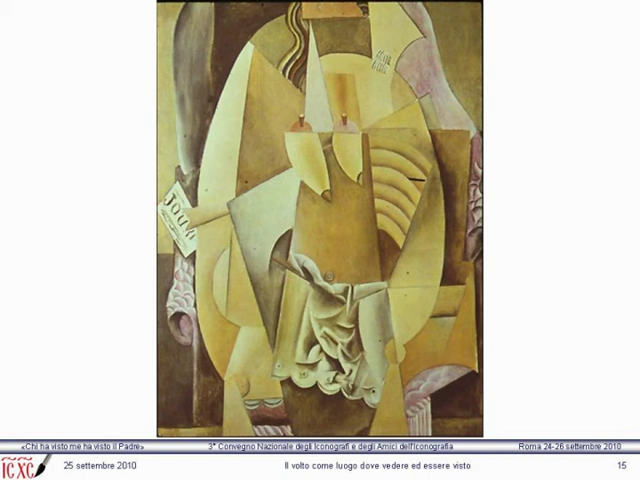 JOUR
«Chi ha visto me ha visto il Padre» 3° Convegno Nazionale degli Iconografi e degli Amici dell'Iconografia Roma 24-26 settembre 2010
IC XC 25 settembre 2010 Il volto come luogo dove vedere ed essere visto 15